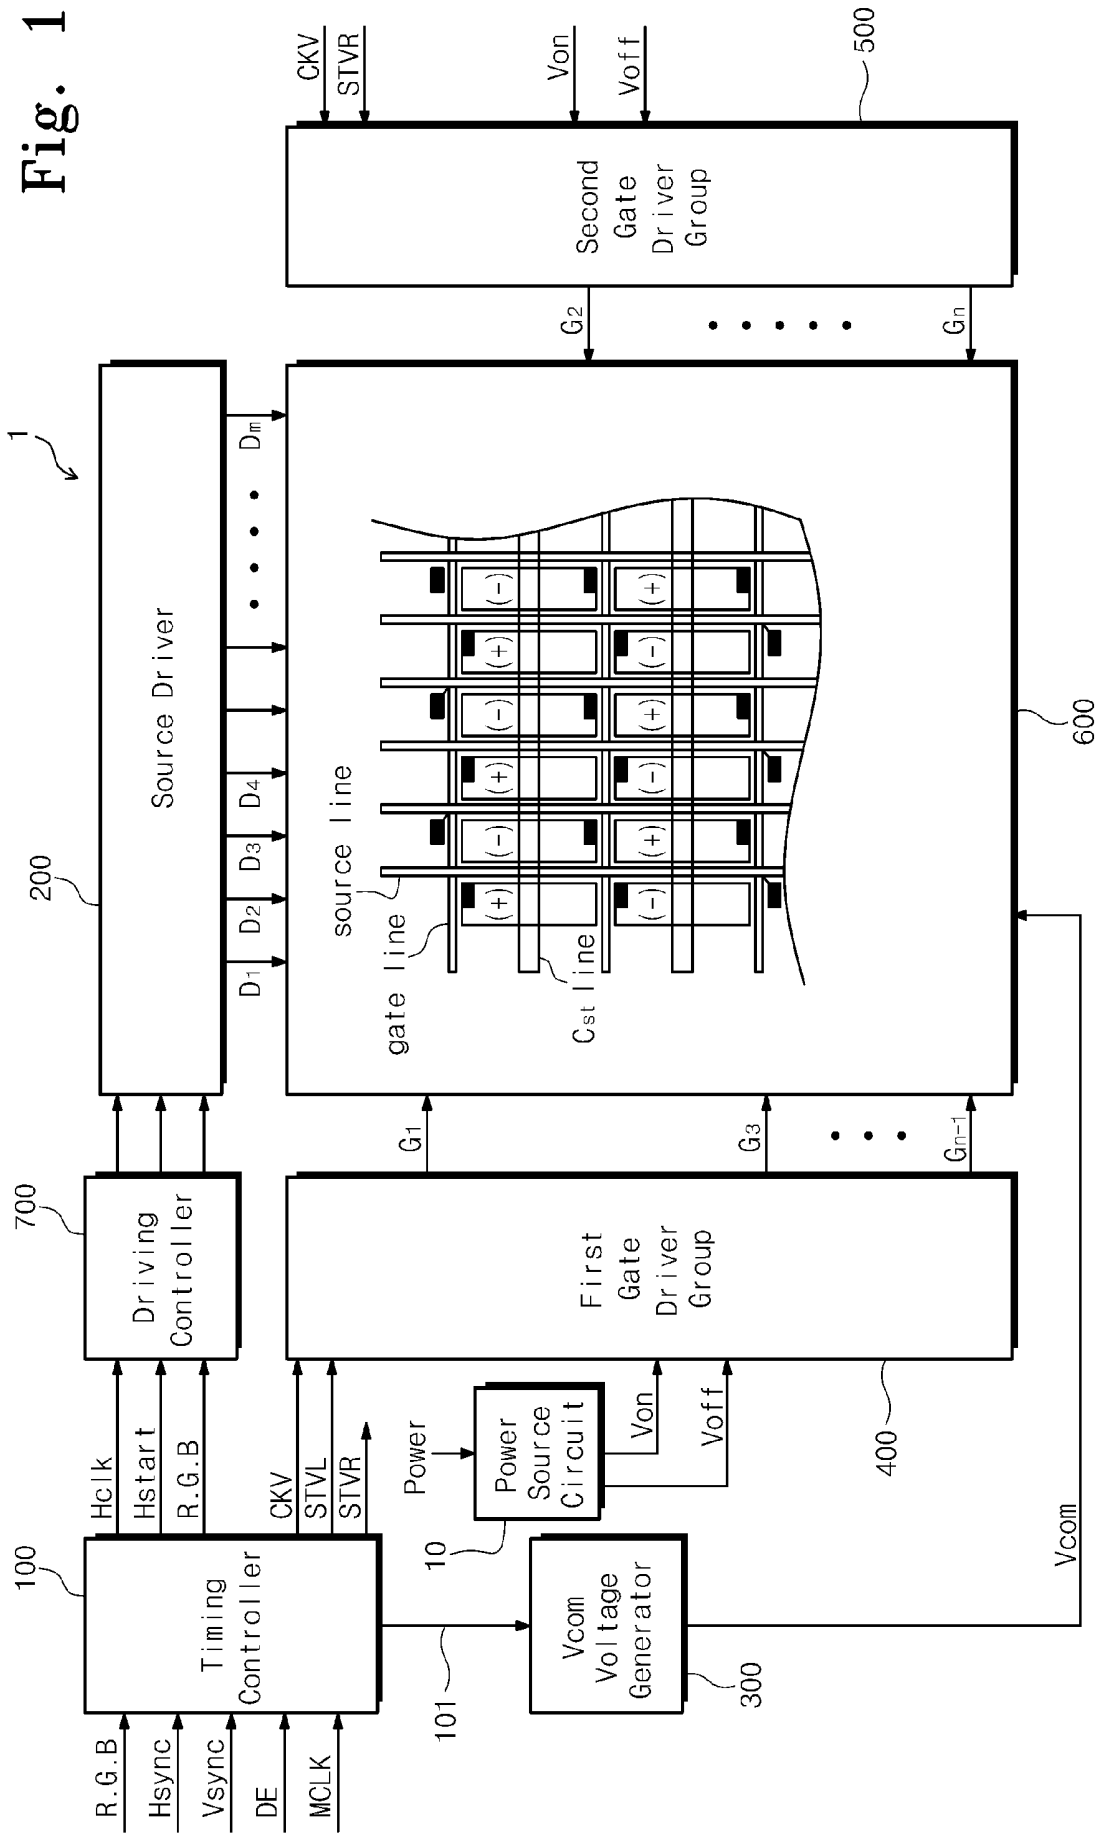 Fig. 1
1
R.G.B
Hsync
Vsync
DE
MCLK
100
Timing
Controller
Hclk
Hstart
R.G.B
CKV
STVL
STVR
700
Driving
Controller
200
Source Driver
D1
D2
D3
D4
Dm
101
Vcom
Voltage
Generator
300
Vcom
Power
10
Power
Source
Circuit
Von
Voff
400
First
Gate
Driver
Group
G1
G3
Gn-1
gate line
source line
Cst line
(+)
(-)
(+)
(-)
(+)
(-)
(-)
(+)
(-)
(+)
(-)
(+)
600
G2
Gn
Second
Gate
Driver
Group
500
CKV
STVR
Von
Voff